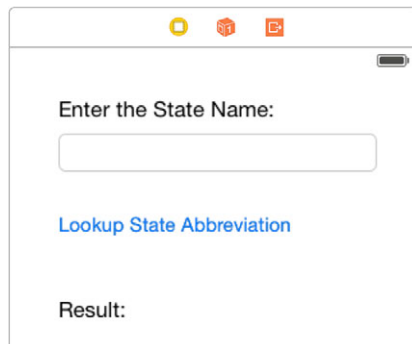 Enter the State Name:
Lookup State Abbreviation
Result: